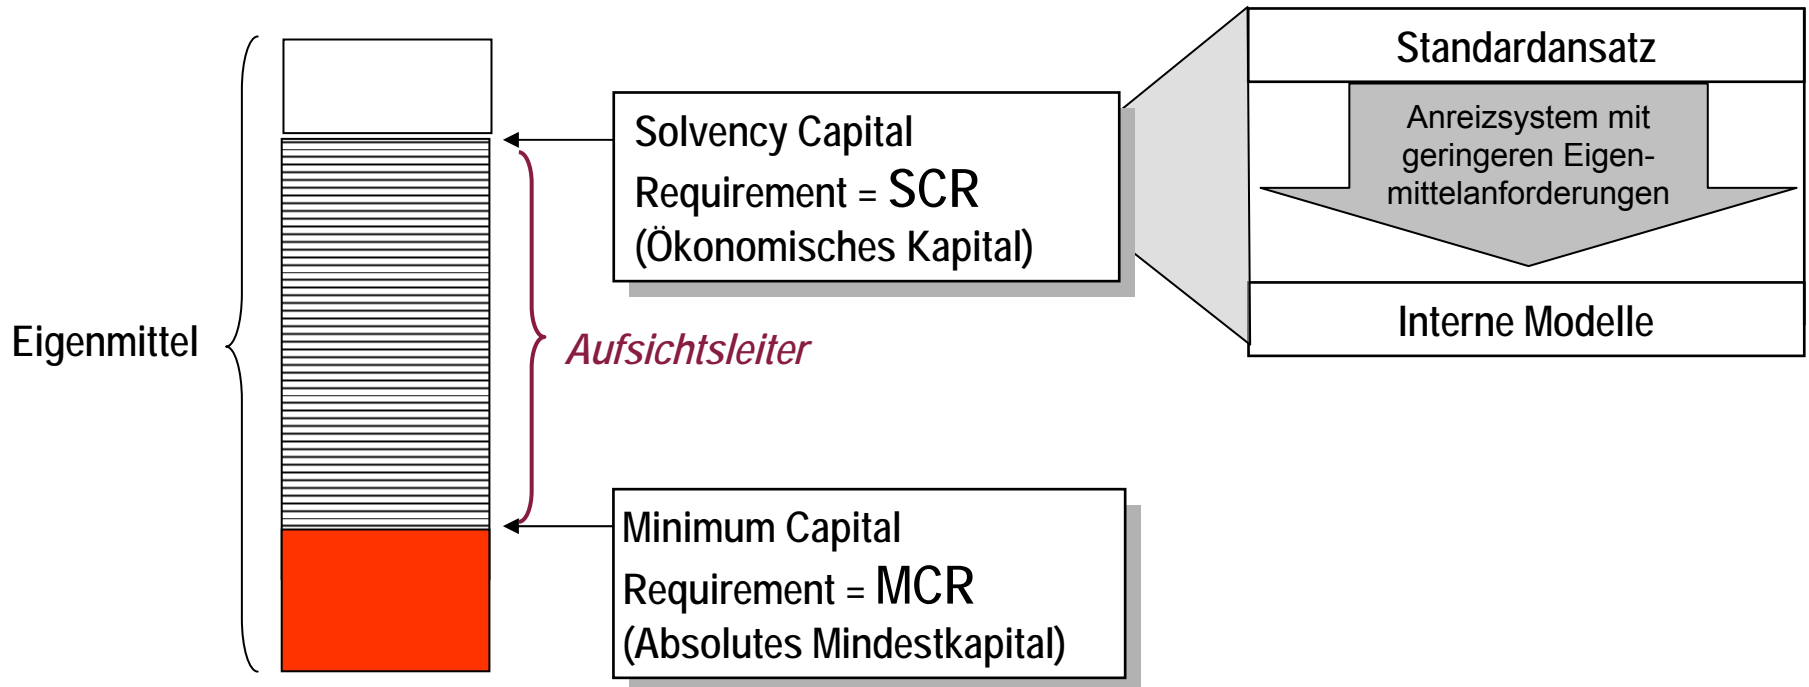 Eigenmittel
Aufsichtsleiter
Solvency Capital
Requirement = SCR
(Ökonomisches Kapital)
Minimum Capital
Requirement = MCR
(Absolutes Mindestkapital)
Standardansatz
Anreizsystem mit
geringeren Eigen-
mittelanforderungen
Interne Modelle